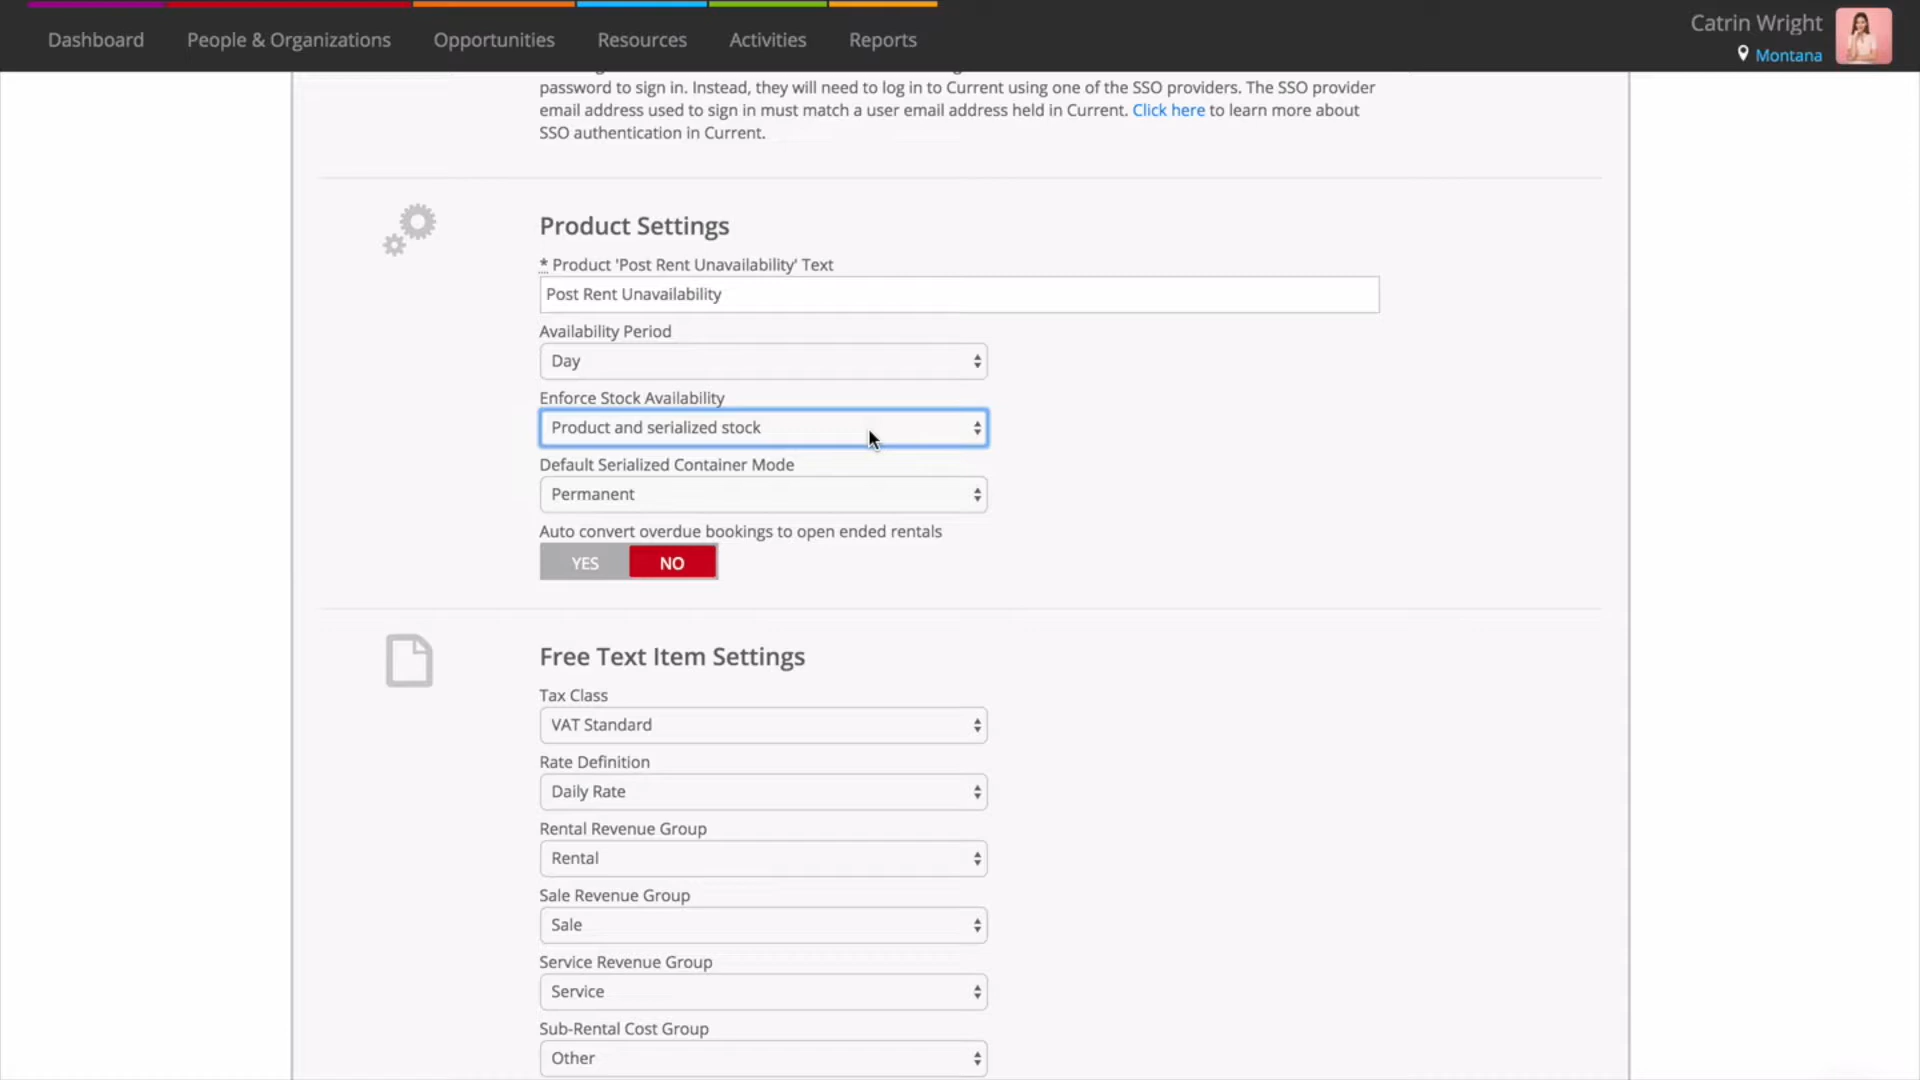 Dashboard
People & Organizations
Opportunities
Resources
Activities
Reports
Catrin Wright
Montana
password to sign in. Instead, they will need to log in to Current using one of the SSO providers. The SSO provider
email address used to sign in must match a user email address held in Current. Click here to learn more about
SSO authentication in Current.
Product Settings
* Product 'Post Rent Unavailability' Text
Post Rent Unavailability
Availability Period
Day
Enforce Stock Availability
Product and serialized stock
Default Serialized Container Mode
Permanent
Auto convert overdue bookings to open ended rentals
YES
NO
Free Text Item Settings
Tax Class
VAT Standard
Rate Definition
Daily Rate
Rental Revenue Group
Rental
Sale Revenue Group
Sale
Service Revenue Group
Service
Sub-Rental Cost Group
Other